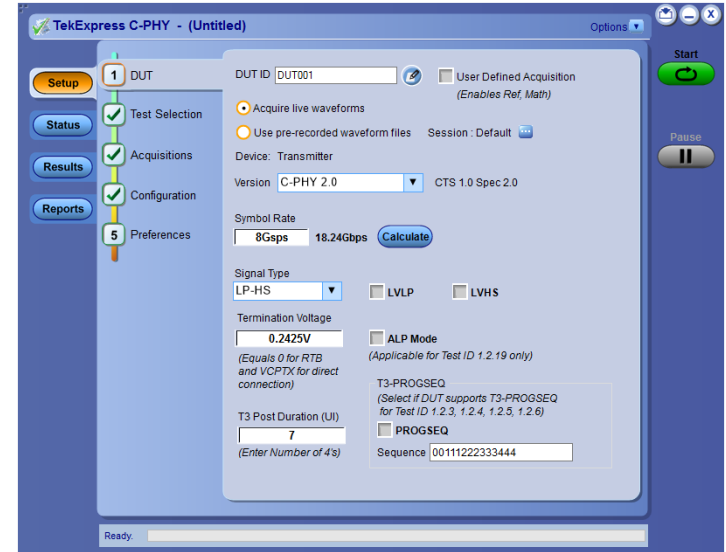 TekExpress C-PHY - (Untitled)
Options
Start
Setup
1 DUT
DUT ID DUT001
User Defined Acquisition
(Enables Ref, Math)
Status
Test Selection
Acquire live waveforms
Use pre-recorded waveform files Session : Default
Pause
Results
Acquisitions
Device: Transmitter
Reports
Configuration
Version C-PHY 2.0 CTS 1.0 Spec 2.0
5 Preferences
Symbol Rate
8Gsps 18.24Gbps Calculate
Signal Type
LP-HS LVLP LVHS
Termination Voltage
0.2425V
ALP Mode
(Applicable for Test ID 1.2.19 only)
(Equals 0 for RTB
and VCPTX for direct
connection)
T3-PROGSEQ
(Select if DUT supports T3-PROGSEQ
for Test ID 1.2.3, 1.2.4, 1.2.5, 1.2.6)
T3 Post Duration (UI)
7
(Enter Number of 4's)
PROGSEQ
Sequence 00111222333444
Ready.